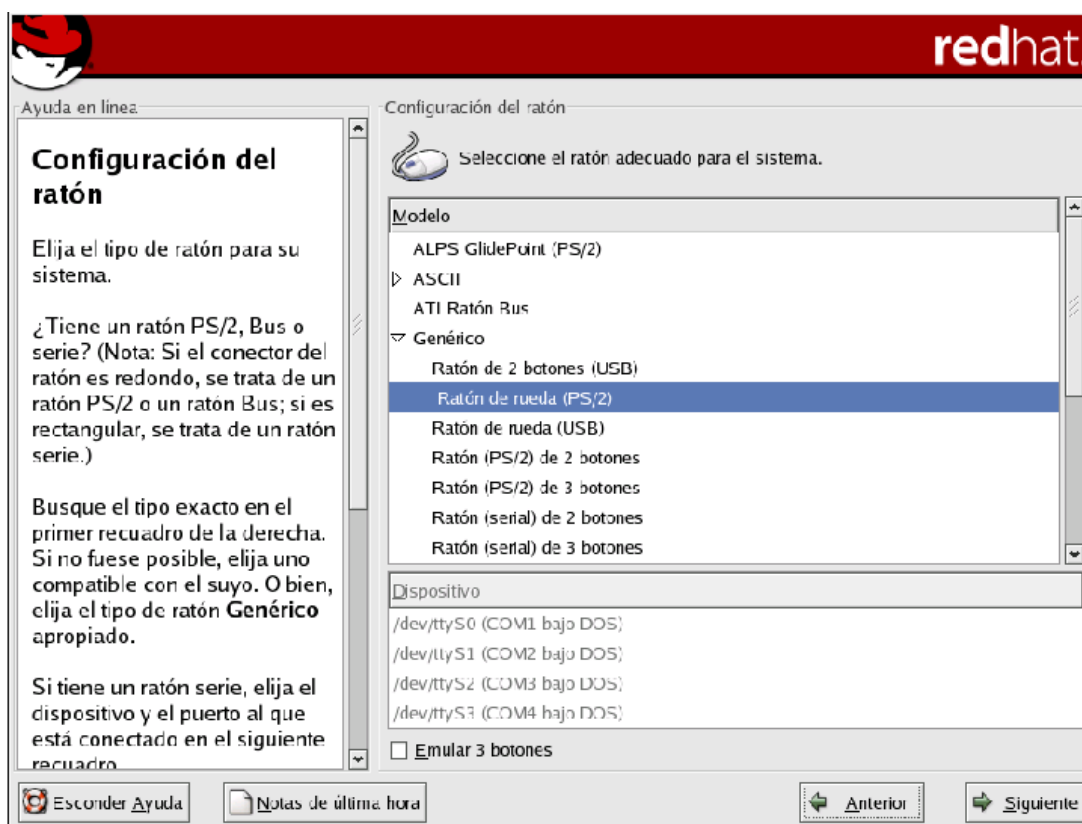 redhat.
Ayuda en línea
Configuración del
ratón
Elija el tipo de ratón para su
sistema.
¿Tiene un ratón PS/2, Bus o
serie? (Nota: Si el conector del
ratón es redondo, se trata de un
ratón PS/2 o un ratón Bus; si es
rectangular, se trata de un ratón
serie.)
Busque el tipo exacto en el
primer recuadro de la derecha.
Si no fuese posible, elija uno
compatible con el suyo. O bien,
elija el tipo de ratón Genérico
apropiado.
Si tiene un ratón serie, elija el
dispositivo y el puerto al que
está conectado en el siguiente
recuadro
Configuración del ratón
Seleccione el ratón adecuado para el sistema.
Modelo
ALPS GlidePoint (PS/2)
ASCII
ATI Ratón Bus
Genérico
Ratón de 2 botones (USB)
Ratón de rueda (PS/2)
Ratón de rueda (USB)
Ratón (PS/2) de 2 botones
Ratón (PS/2) de 3 botones
Ratón (serial) de 2 botones
Ratón (serial) de 3 botones
Dispositivo
/dev/ttyS0 (COM1 bajo DOS)
/dev/ttyS1 (COM2 bajo DOS)
/dev/ttyS2 (COM3 bajo DOS)
/dev/ttyS3 (COM4 bajo DOS)
Emular 3 botones
Esconder Ayuda
Notas de última hora
Anterior
Siguiente